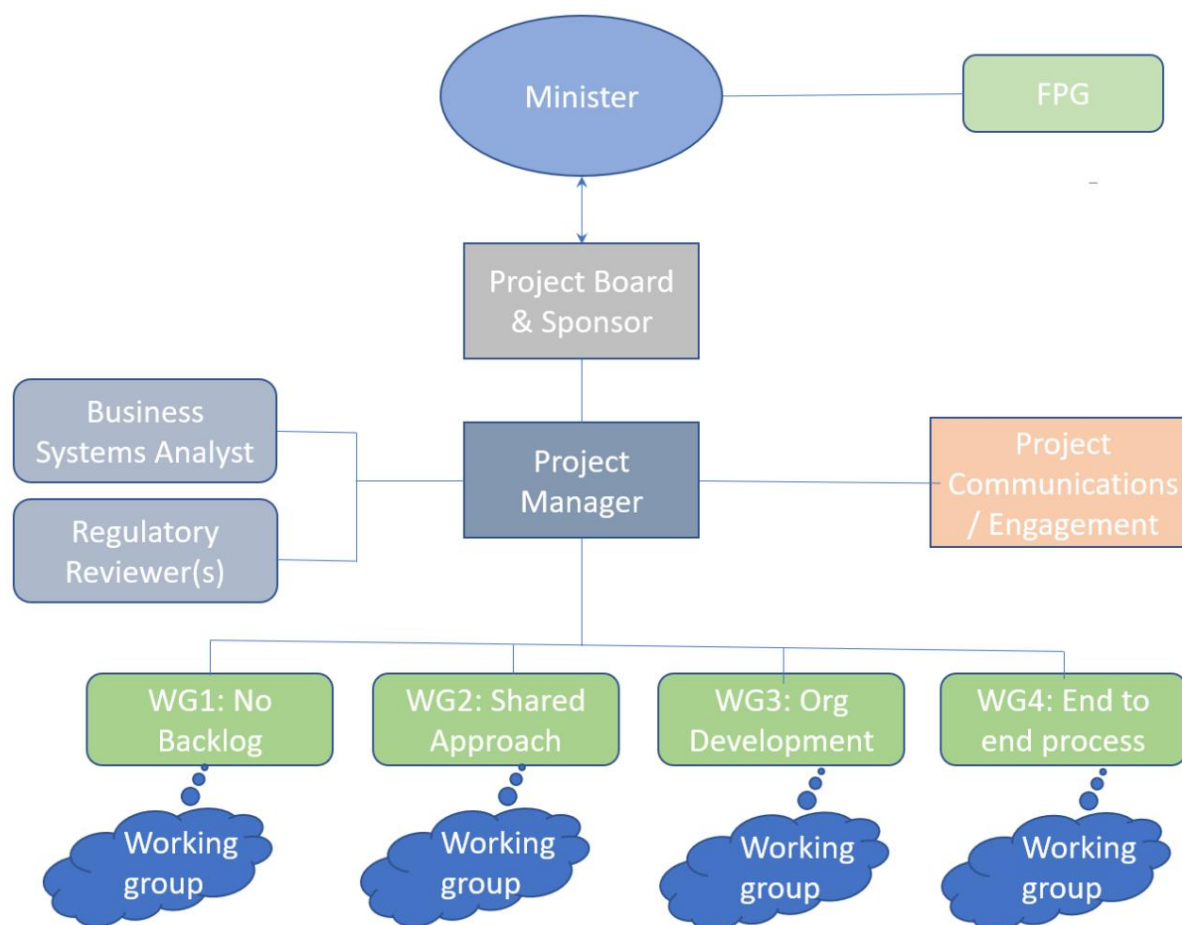 Minister
FPG
Project Board
& Sponsor
Business
Systems Analyst
Project
Manager
Project
Communications
/ Engagement
Regulatory
Reviewer(s)
WG1: No
Backlog
WG2: Shared
Approach
WG3: Org
Development
WG4: End to
end process
Working
group
Working
group
Working
group
Working
group